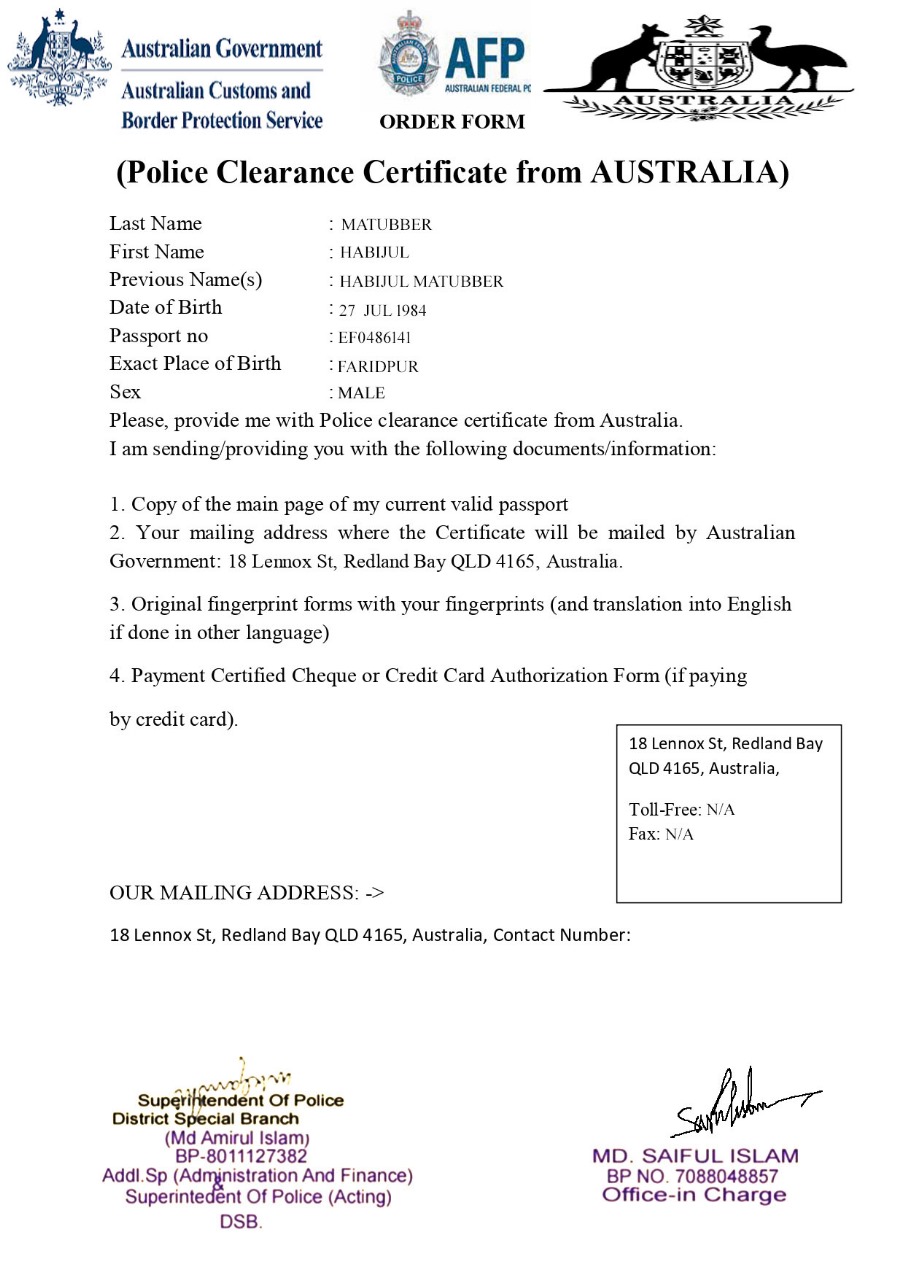 Australian Government
Australian Customs and
Border Protection Service
POLICE
AFP
AUSTRALIAN FEDERAL PO
AUSTRALIA
ORDER FORM
(Police Clearance Certificate from AUSTRALIA)
Last Name : MATUBBER
First Name : HABIJUL
Previous Name(s) : HABIJUL MATUBBER
Date of Birth : 27 JUL 1984
Passport no : EF0486141
Exact Place of Birth : FARIDPUR
Sex : MALE
Please, provide me with Police clearance certificate from Australia.
I am sending/providing you with the following documents/information:
1. Copy of the main page of my current valid passport
2. Your mailing address where the Certificate will be mailed by Australian
Government: 18 Lennox St, Redland Bay QLD 4165, Australia.
3. Original fingerprint forms with your fingerprints (and translation into English
if done in other language)
4. Payment Certified Cheque or Credit Card Authorization Form (if paying
by credit card).
18 Lennox St, Redland Bay
QLD 4165, Australia,
Toll-Free: N/A
Fax: N/A
OUR MAILING ADDRESS: ->
18 Lennox St, Redland Bay QLD 4165, Australia, Contact Number:
Superintendent Of Police
District Special Branch
(Md Amirul Islam)
BP-8011127382
Addl.Sp (Administration And Finance)
&
Superintedent Of Police (Acting)
DSB.
MD. SAIFUL ISLAM
BP NO. 7088048857
Office-in Charge